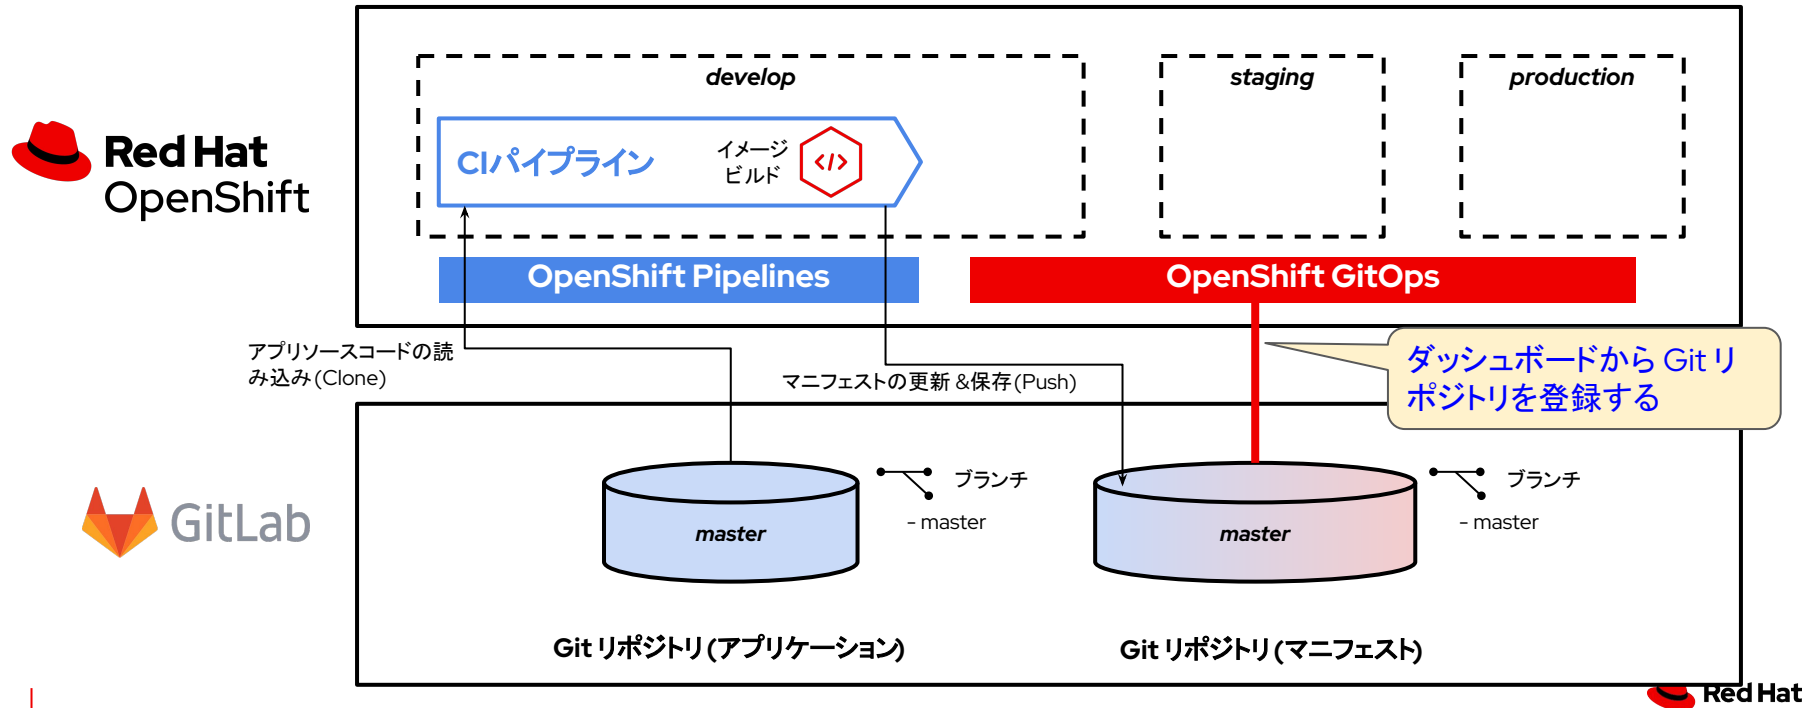 develop
staging
production
Red Hat
OpenShift
CIパイプライン
イメージ
ビルド
</>
OpenShift Pipelines
OpenShift GitOps
アプリソースコードの読
み込み(Clone)
マニフェストの更新 &保存(Push)
ダッシュボードから Git リ
ポジトリを登録する
GitLab
master
ブランチ
- master
master
ブランチ
- master
Git リポジトリ(アプリケーション)
Git リポジトリ(マニフェスト)
Red Hat